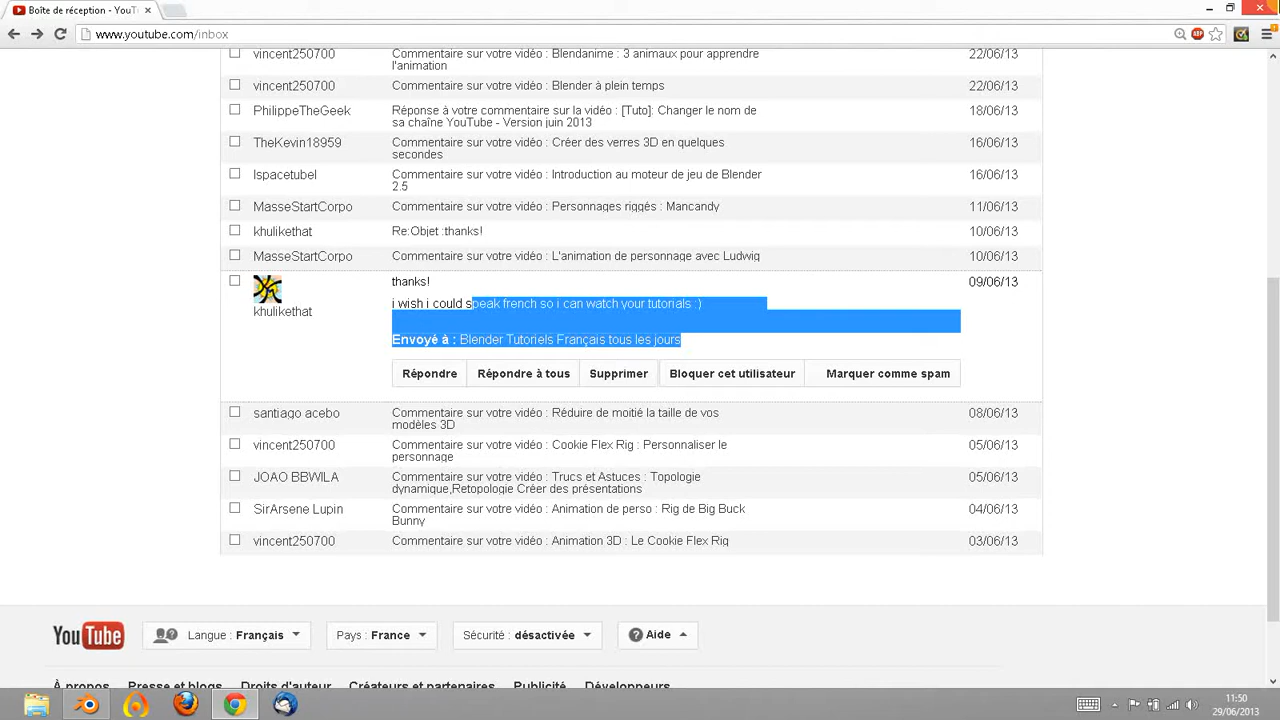 Boîte de réception - YouT
www.youtube.com/inbox
vincent250700 Commentaire sur votre vidéo : Blendanime : 3 animaux pour apprendre 22/06/13
l'animation
vincent250700 Commentaire sur votre vidéo : Blender à plein temps 22/06/13
PhilippeTheGeek Réponse à votre commentaire sur la vidéo : [Tuto]: Changer le nom de 18/06/13
sa chaîne YouTube - Version juin 2013
TheKevin18959 Commentaire sur votre vidéo : Créer des verres 3D en quelques 16/06/13
secondes
Ispacetubel Commentaire sur votre vidéo : Introduction au moteur de jeu de Blender 16/06/13
2.5
MasseStartCorpo Commentaire sur votre vidéo : Personnages riggés : Mancandy 11/06/13
khulikethat Re:Objet :thanks! 10/06/13
MasseStartCorpo Commentaire sur votre vidéo : L'animation de personnage avec Ludwig 10/06/13
thanks! 09/06/13
i wish i could speak french so i can watch your tutorials :)
khulikethat
Envoyé à : Blender Tutoriels Français tous les jours
Répondre Répondre à tous Supprimer Bloquer cet utilisateur Marquer comme spam
santiago acebo Commentaire sur votre vidéo : Réduire de moitié la taille de vos 08/06/13
modèles 3D
vincent250700 Commentaire sur votre vidéo : Cookie Flex Rig : Personnaliser le 05/06/13
personnage
JOAO BBWILA Commentaire sur votre vidéo : Trucs et Astuces : Topologie 05/06/13
dynamique,Retopologie Créer des présentations
SirArsene Lupin Commentaire sur votre vidéo : Animation de perso : Rig de Big Buck 04/06/13
Bunny
vincent250700 Commentaire sur votre vidéo : Animation 3D : Le Cookie Flex Rig 03/06/13
YouTube Langue : Français Pays : France Sécurité : désactivée Aide
À propos Presse et blogs Droits d'auteur Créateurs et partenaires Publicité Développeurs
11:50
29/06/2013